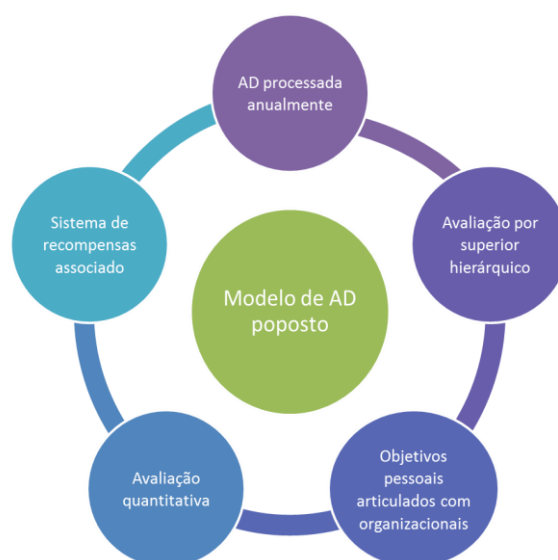 AD processada
anualmente
Avaliação por
superior
hierárquico
Objetivos
pessoais
articulados com
organizacionais
Avaliação
quantitativa
Sistema de
recompensas
associado
Modelo de AD
poposto